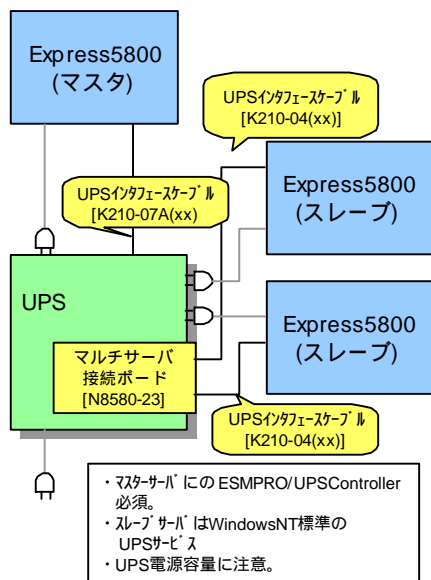 Express5800
(マスタ)
UPSインタフェースケーブル
[K210-04(xx)]
UPSインタフェースケーブル
[K210-07A(xx)
Express5800
(スレーブ)
UPS
マルチサーバ
接続ボード
[N8580-23]
Express5800
(スレーブ)
UPSインタフェースケーブル
[K210-04(xx)]
・マスターサーバにのESMPRO/UPSController
必須。
・スレーブサーバはWindowsNT標準の
UPSサービス
・UPS電源容量に注意。